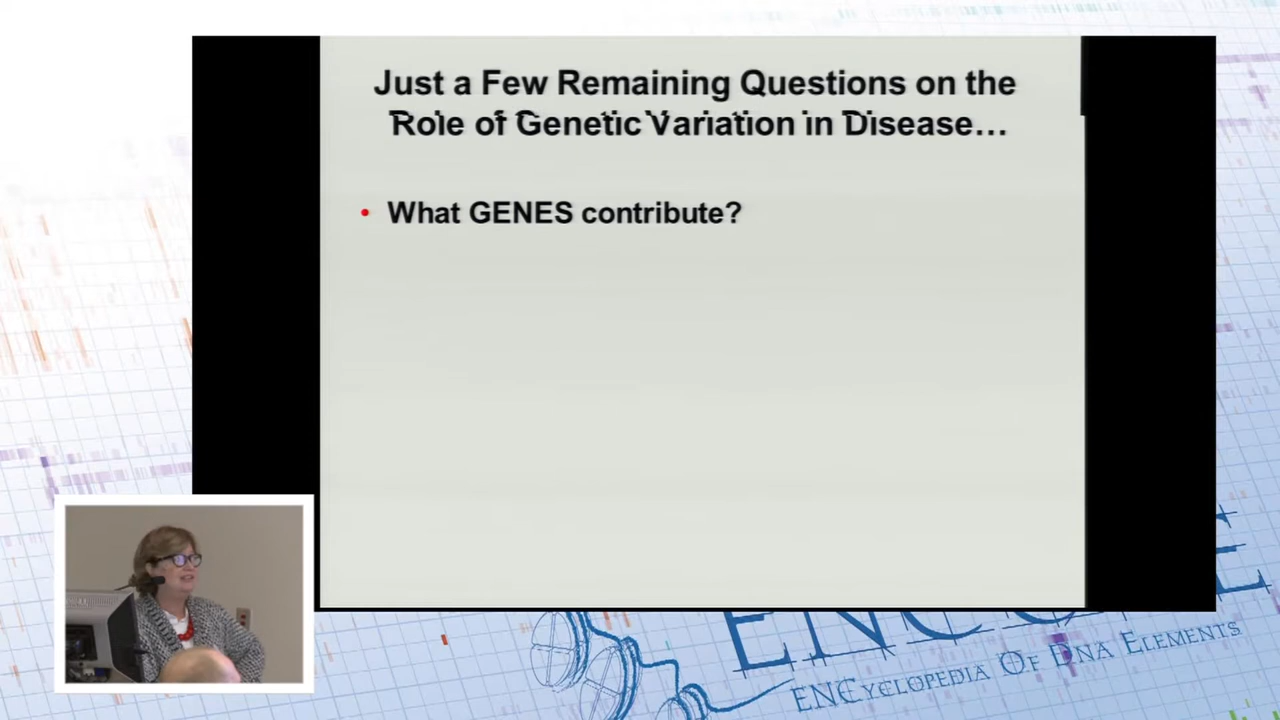 Just a Few Remaining Questions on the
Role of Genetic Variation in Disease...
• What GENES contribute?
ENCODE
ENCYCLOPEDIA OF DNA ELEMENTS